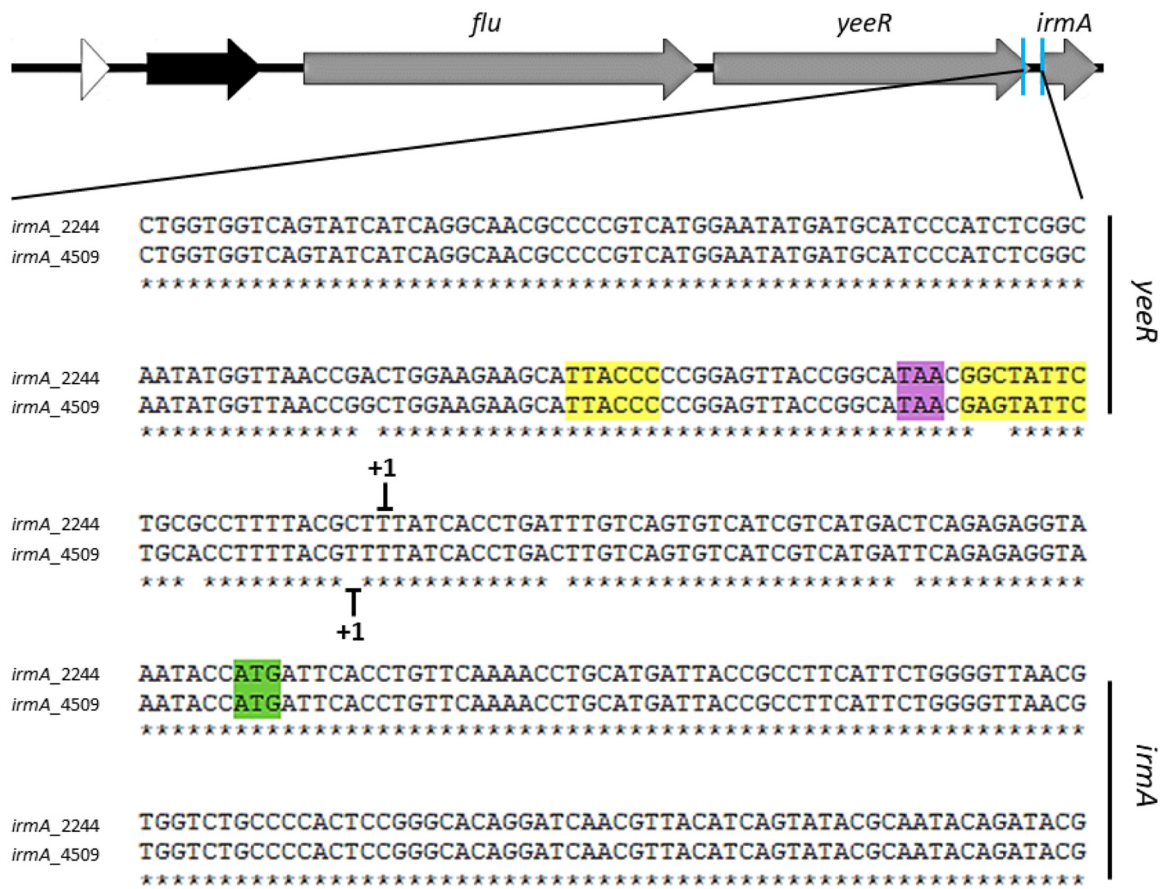 flu yeeR irmA
irmA_2244 CTGGTGGTCAGTATCATCAGGCAACGCCCCGTCATGGAATATGATGCATCCCATCTCGGC
irmA_4509 CTGGTGGTCAGTATCATCAGGCAACGCCCCGTCATGGAATATGATGCATCCCATCTCGGC
************************************************************
yeeR
irmA_2244 AATATGGTTAACCGACTGGAAGAAGCATTACCCCCGGAGTTACCGGCATAACGGCTATTC
irmA_4509 AATATGGTTAACCGGCTGGAAGAAGCATTACCCCCGGAGTTACCGGCATAACGAGTATTC
************** **************************************  *****
+1
irmA_2244 TGCGCCTTTTACGCTTTATCACCTGATTTGTCAGTGTCATCGTCATGACTCAGAGAGGTA
irmA_4509 TGCACCTTTTACGTTTTATCACCTGACTTGTCAGTGTCATCGTCATGATTCAGAGAGGTA
*** ********* ************ ********************* ***********
+1
irmA_2244 AATACCATGATTCACCTGTTCAAAACCTGCATGATTACCGCCTTCATTCTGGGGTTAACG
irmA_4509 AATACCATGATTCACCTGTTCAAAACCTGCATGATTACCGCCTTCATTCTGGGGTTAACG
************************************************************
irmA
irmA_2244 TGGTCTGCCCCACTCCGGGCACAGGATCAACGTTACATCAGTATACGCAATACAGATACG
irmA_4509 TGGTCTGCCCCACTCCGGGCACAGGATCAACGTTACATCAGTATACGCAATACAGATACG
************************************************************